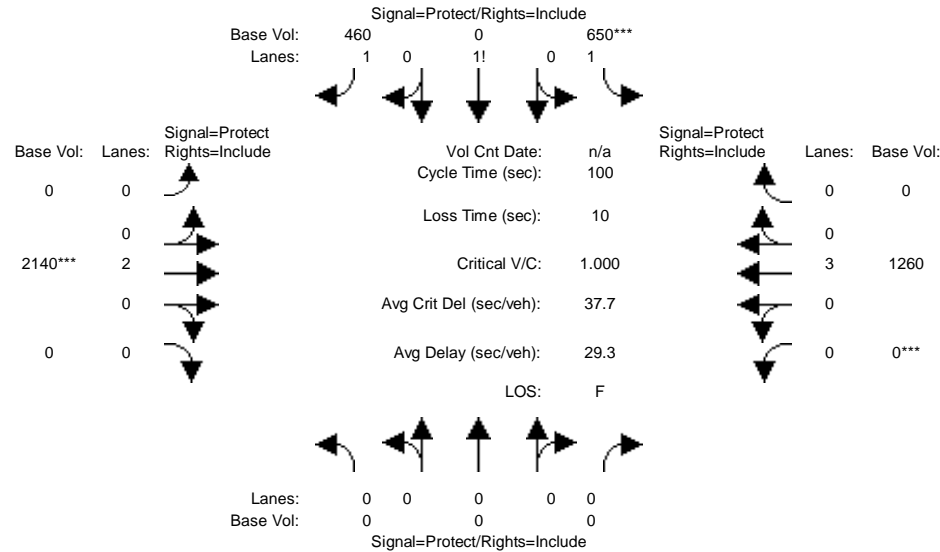 Signal=Protect/Rights=Include
Base Vol: 460 0 650***
Lanes: 1 0 1! 0 1
Signal=Protect
Base Vol: Lanes: Rights=Include
Vol Cnt Date: n/a
Signal=Protect
Rights=Include Lanes: Base Vol:
Cycle Time (sec): 100
0 0
0 0
Loss Time (sec): 10
0
0
2140*** 2
Critical V/C: 1.000
3 1260
0
Avg Crit Del (sec/veh): 37.7
0
0 0
Avg Delay (sec/veh): 29.3
0 0***
LOS: F
Lanes: 0 0 0 0 0
Base Vol: 0 0 0
Signal=Protect/Rights=Include